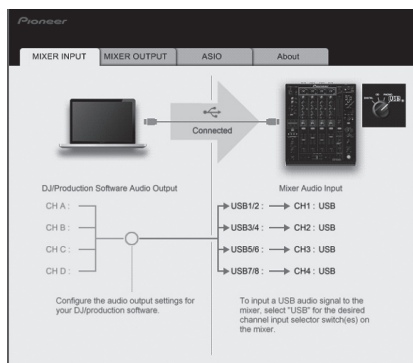 Pioneer
MIXER INPUT
MIXER OUTPUT
ASIO
About
Connected
DJ/Production Software Audio Output
CH A :
CH B :
CH C :
CH D :
Mixer Audio Input
USB1/2 : CH1 : USB
USB3/4 : CH2 : USB
USB5/6 : CH3 : USB
USB7/8 : CH4 : USB
Configure the audio output settings for
your DJ/production software.
To input a USB audio signal to the
mixer, select "USB" for the desired
channel input selector switch(es) on
the mixer.